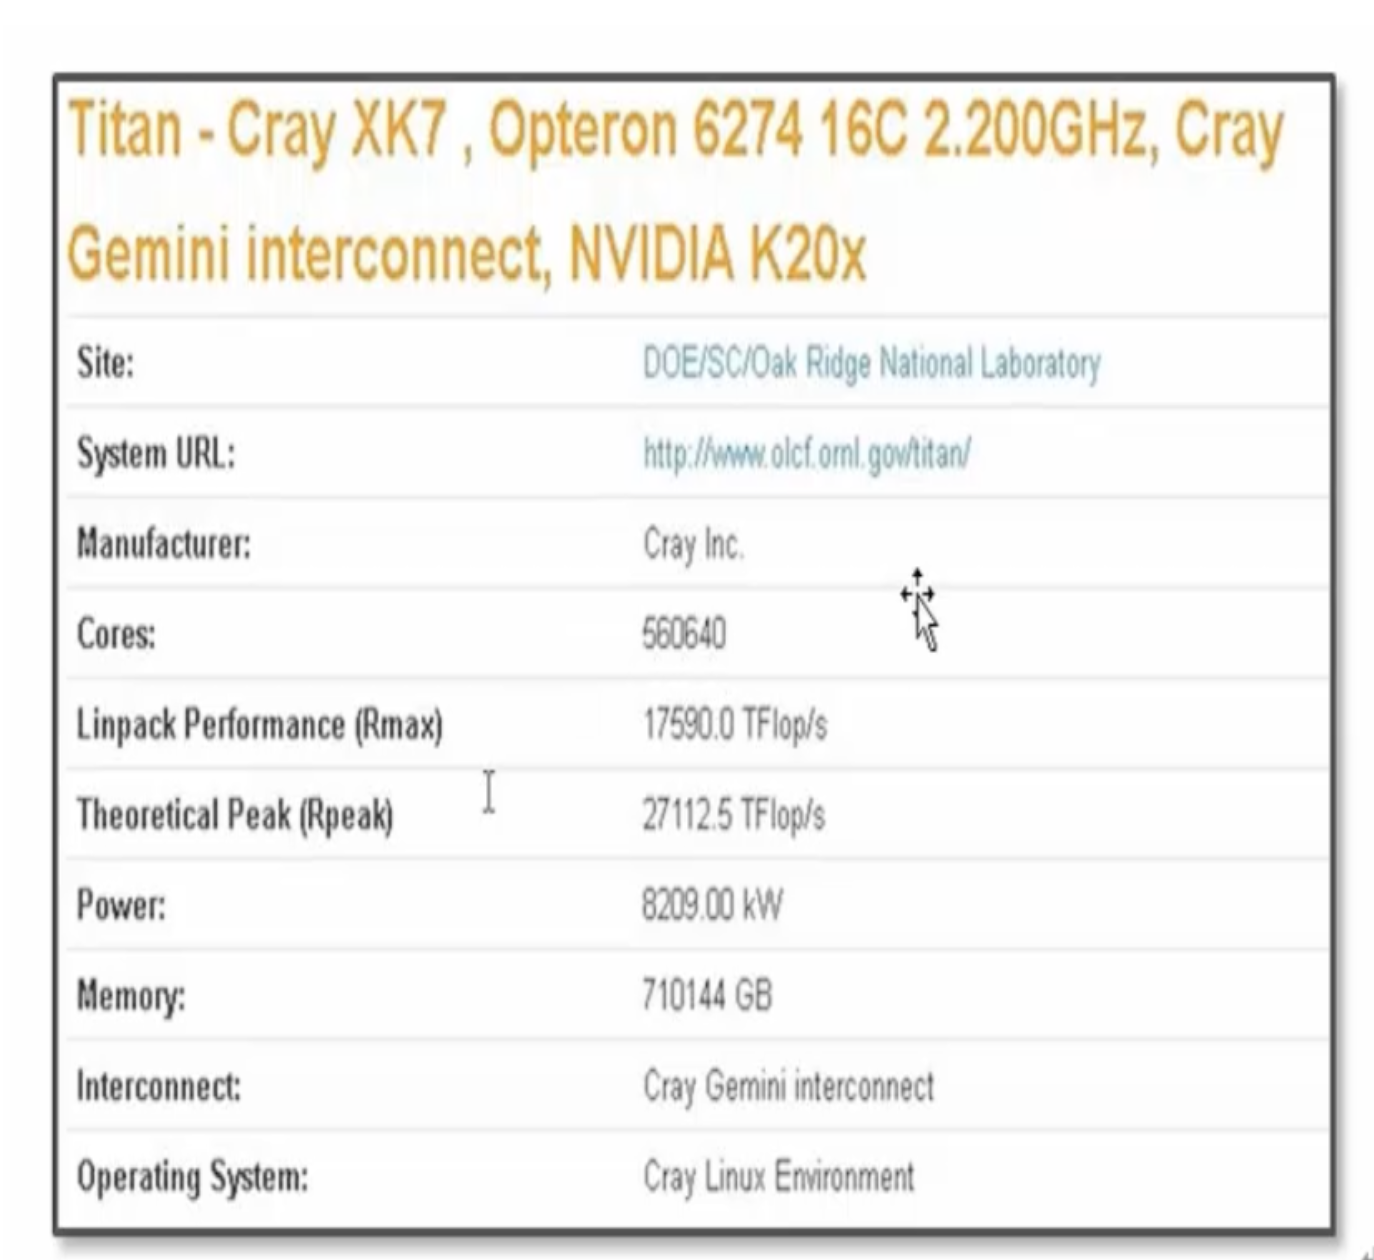 Titan - Cray XK7 , Opteron 6274 16C 2.200GHz, Cray
Gemini interconnect, NVIDIA K20x
Site: DOE/SC/Oak Ridge National Laboratory
System URL: http://www.olcf.ornl.gov/titan/
Manufacturer: Cray Inc.
Cores: 560640
Linpack Performance (Rmax) 17590.0 TFlop/s
Theoretical Peak (Rpeak) 27112.5 TFlop/s
Power: 8209.00 kW
Memory: 710144 GB
Interconnect: Cray Gemini interconnect
Operating System: Cray Linux Environment